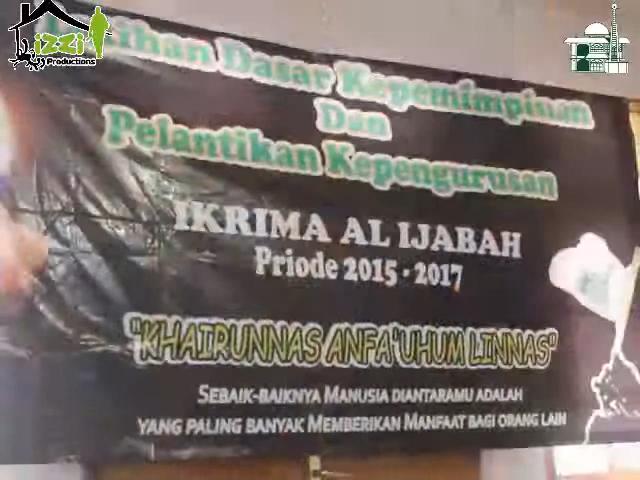 izzi
Productions
Latihan Dasar Kepemimpinan
Dan
Pelantikan Kepengurusan
IKRIMA AL IJABAH
Priode 2015 - 2017
"KHAIRUNNAS ANFA'UHUM LINNAS"
SEBAIK-BAIKNYA MANUSIA DIANTARAMU ADALAH
YANG PALING BANYAK MEMBERIKAN MANFAAT BAGI ORANG LAIN